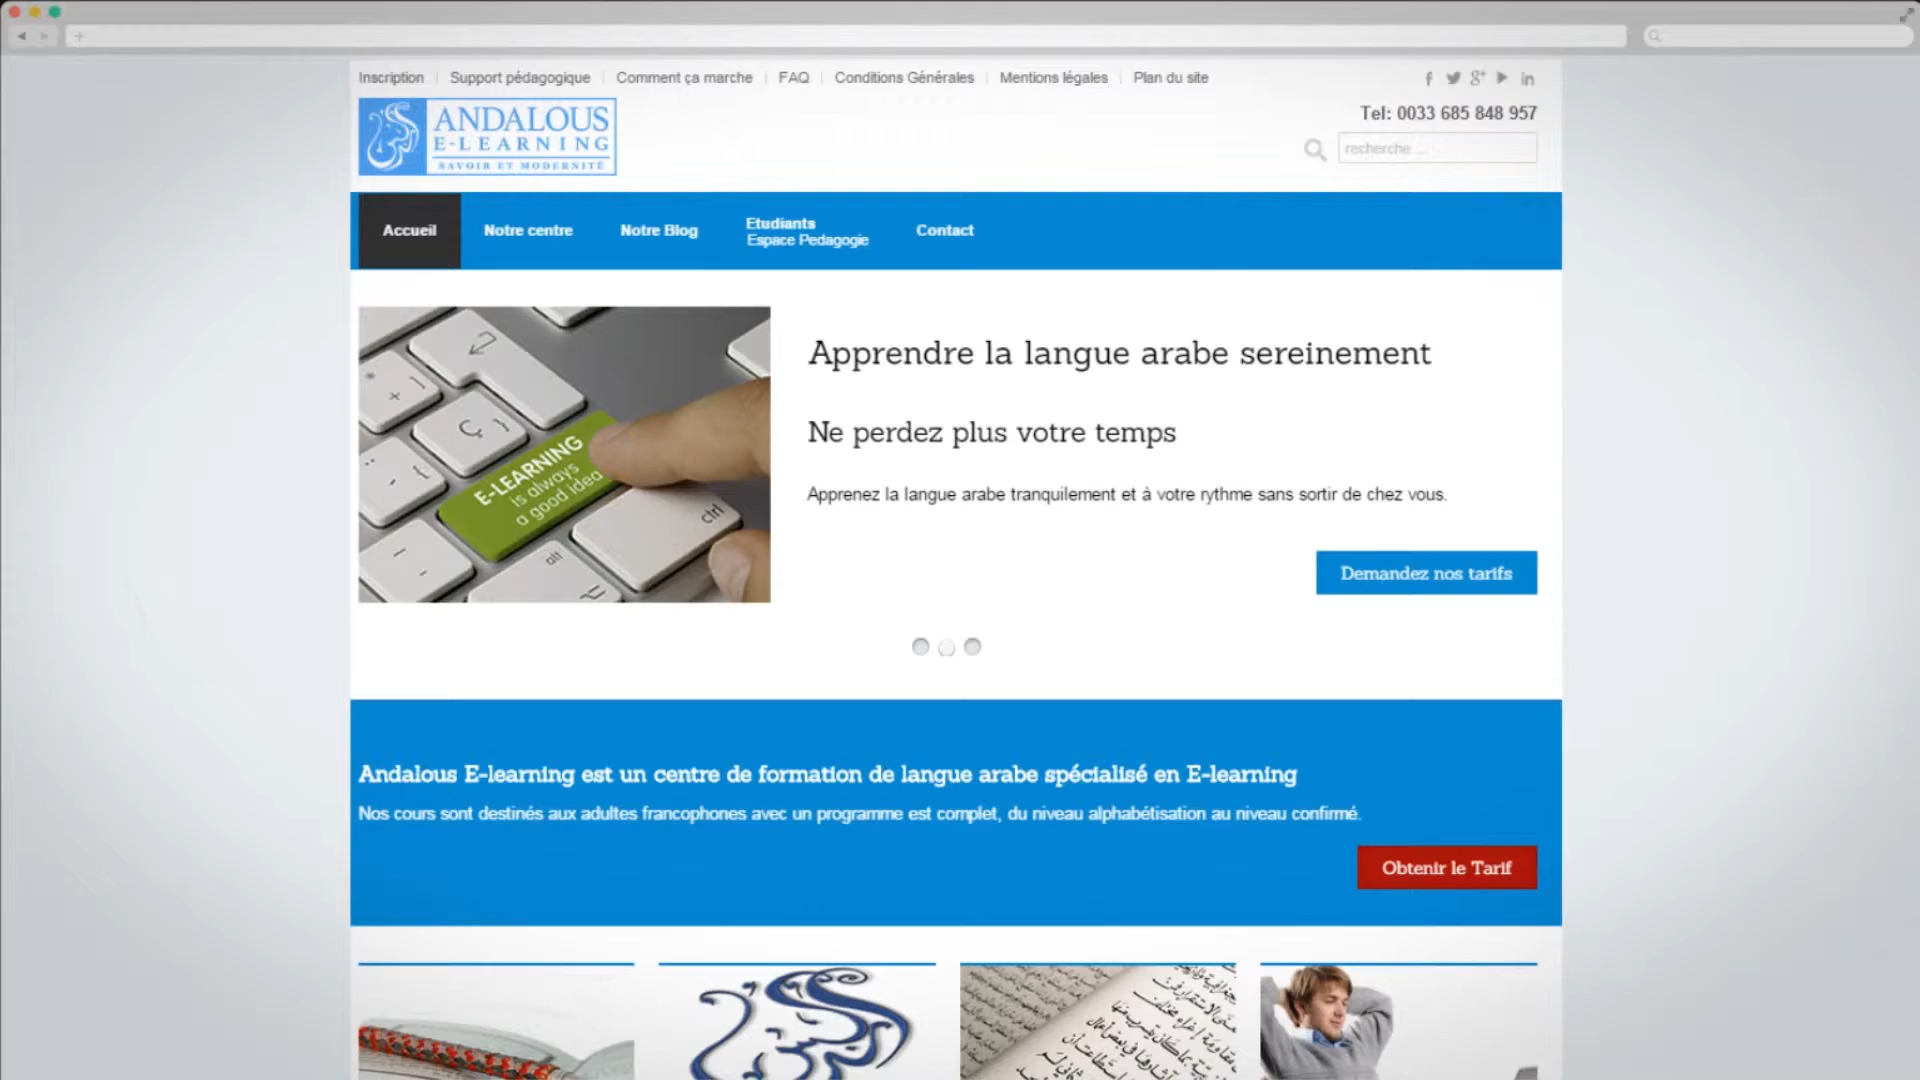 Inscription
Support pédagogique
Comment ça marche
FAQ
Conditions Générales
Mentions légales
Plan du site
ANDALOUS
E-LEARNING
SAVOIR ET MODERNITÉ
Tel: 0033 685 848 957
recherche ...
Accueil
Notre centre
Notre Blog
Etudiants
Espace Pedagogie
Contact
E-LEARNING
is always
a good idea
ctrl
alt
Apprendre la langue arabe sereinement
Ne perdez plus votre temps
Apprenez la langue arabe tranquilement et à votre rythme sans sortir de chez vous.
Demandez nos tarifs
Andalous E-learning est un centre de formation de langue arabe spécialisé en E-learning
Nos cours sont destinés aux adultes francophones avec un programme est complet, du niveau alphabétisation au niveau confirmé.
Obtenir le Tarif